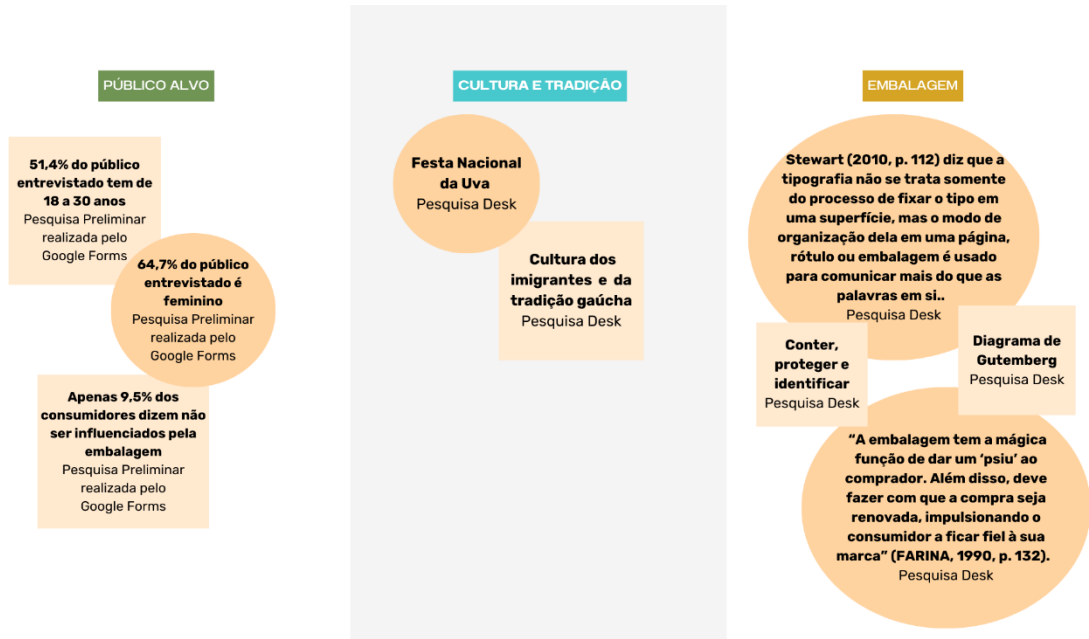 PÚBLICO ALVO
51,4% do público
entrevistado tem de
18 a 30 anos
Pesquisa Preliminar
realizada pelo
Google Forms
64,7% do público
entrevistado é
feminino
Pesquisa Preliminar
realizada pelo
Google Forms
Apenas 9,5% dos
consumidores dizem não
ser influenciados pela
embalagem
Pesquisa Preliminar
realizada pelo
Google Forms
CULTURA E TRADIÇÃO
Festa Nacional
da Uva
Pesquisa Desk
Cultura dos
imigrantes e da
tradição gaúcha
Pesquisa Desk
EMBALAGEM
Stewart (2010, p. 112) diz que a
tipografia não se trata somente
do processo de fixar o tipo em
uma superfície, mas o modo de
organização dela em uma página,
rótulo ou embalagem é usado
para comunicar mais do que as
palavras em si..
Pesquisa Desk
Conter,
proteger e
identificar
Pesquisa Desk
Diagrama de
Gutemberg
Pesquisa Desk
“A embalagem tem a mágica
função de dar um ‘psiu’ ao
comprador. Além disso, deve
fazer com que a compra seja
renovada, impulsionando o
consumidor a ficar fiel à sua
marca” (FARINA, 1990, p. 132).
Pesquisa Desk